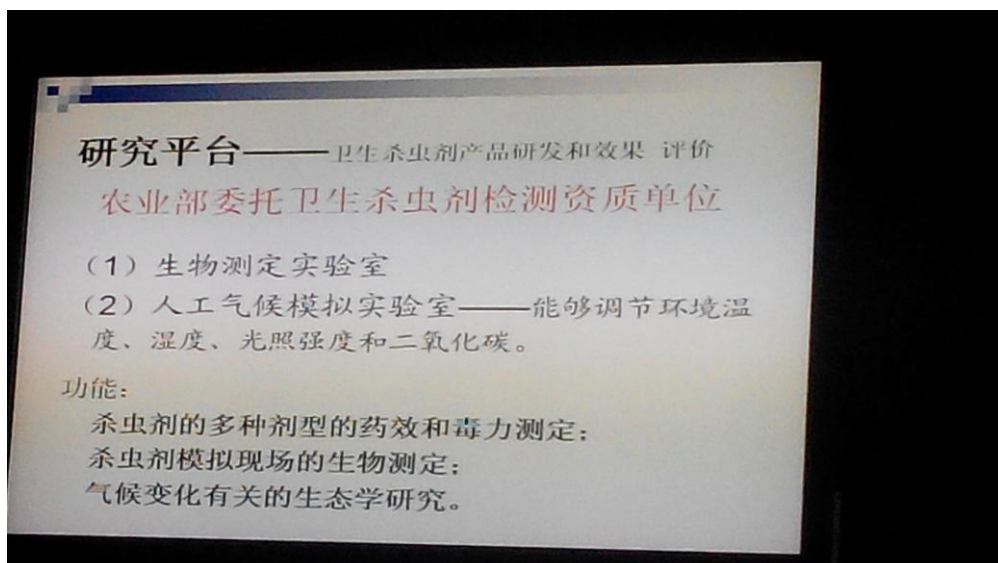 研究平台——卫生杀虫剂产品研发和效果 评价
农业部委托卫生杀虫剂检测资质单位
（1）生物测定实验室
（2）人工气候模拟实验室——能够调节环境温
度、湿度、光照强度和二氧化碳。
功能：
杀虫剂的多种剂型的药效和毒力测定；
杀虫剂模拟现场的生物测定；
气候变化有关的生态学研究。